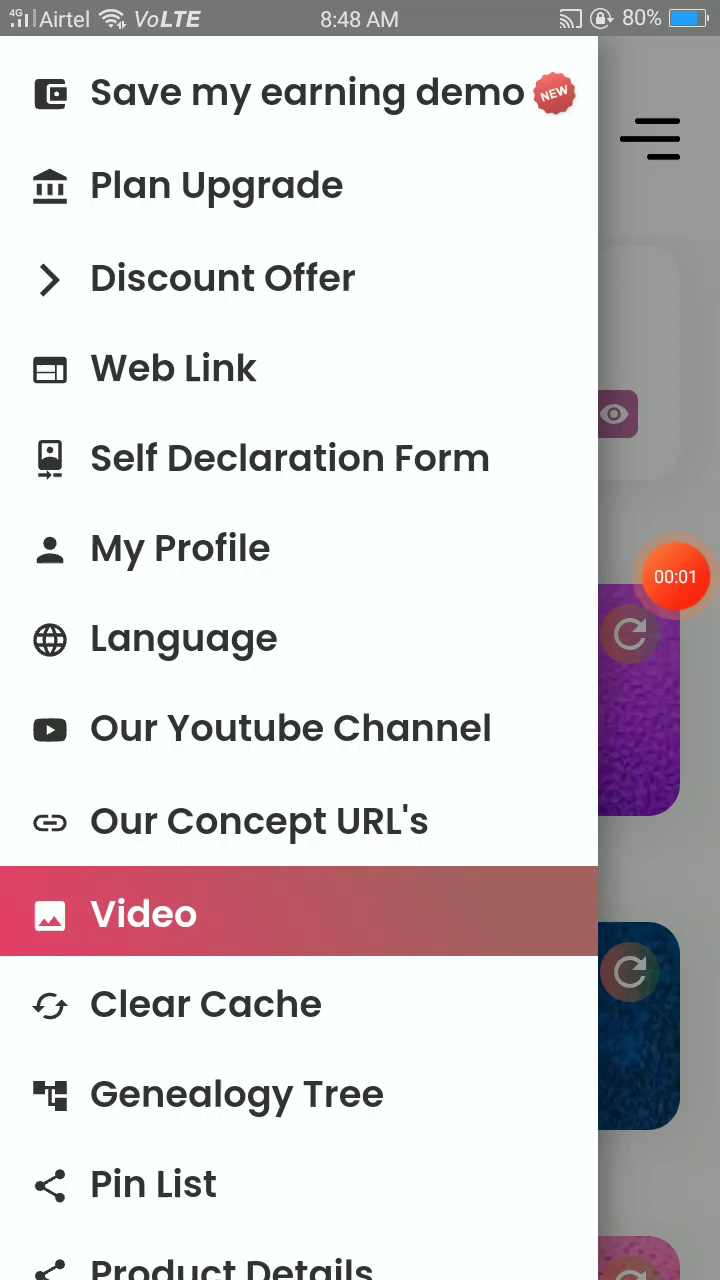 4G Airtel VoLTE 8:48 AM 80%
Save my earning demo NEW
Plan Upgrade
Discount Offer
Web Link
Self Declaration Form
My Profile
00:01
Language
Our Youtube Channel
Our Concept URL's
Video
Clear Cache
Genealogy Tree
Pin List
Product Details